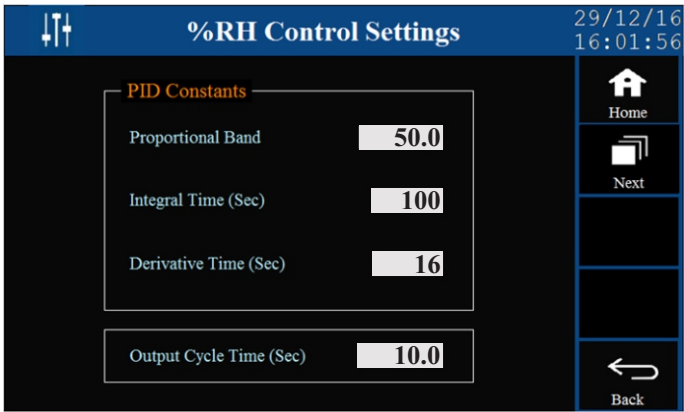 %RH Control Settings
29/12/16
16:01:56
PID Constants
Proportional Band 50.0
Integral Time (Sec) 100
Derivative Time (Sec) 16
Output Cycle Time (Sec) 10.0
Home
Next
Back